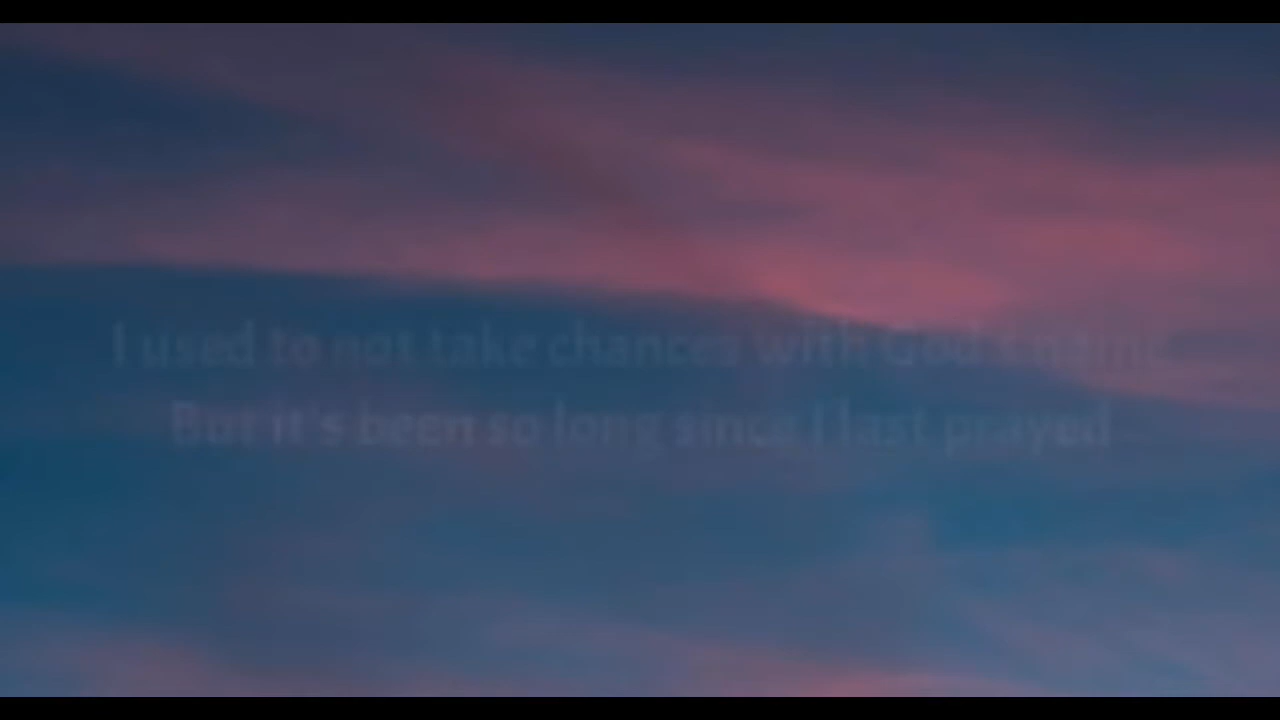 I used to not take chances with God's name
But it's been so long since I last prayed